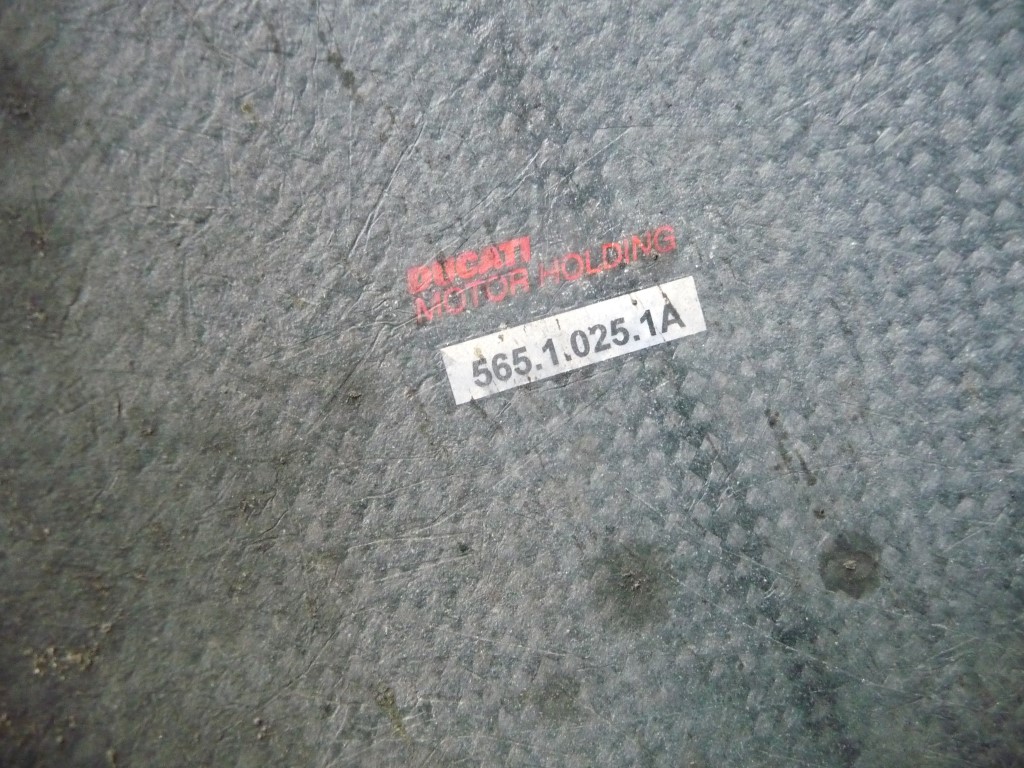 DUCATI
MOTOR HOLDING
565.1.025.1A